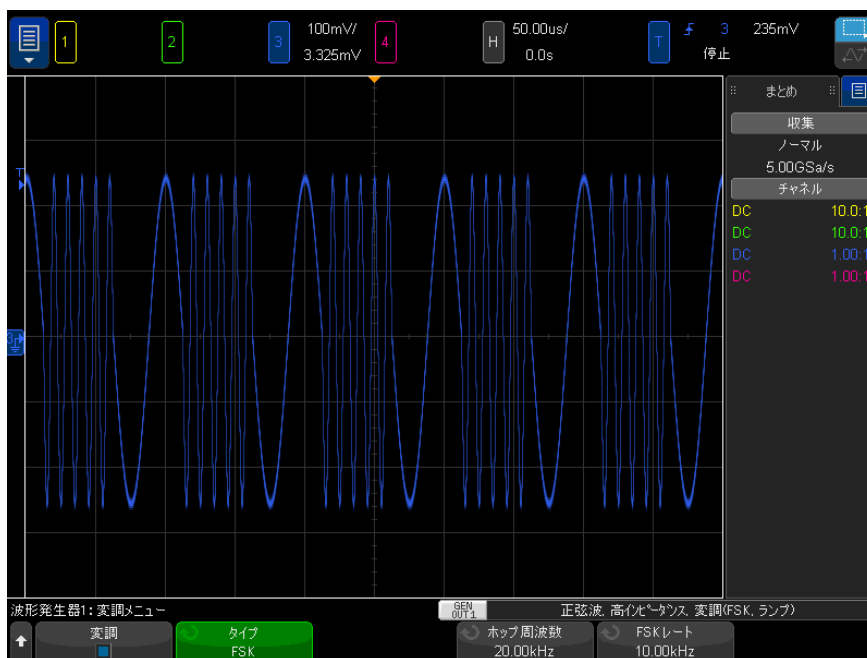 1 2 3 100mV/ 3.325mV 4 H 50.00us/ 0.0s T 3 停止 235mV
まとめ
収集
ノーマル
5.00GSa/s
チャネル
DC 10.0:1
DC 10.0:1
DC 1.00:1
DC 1.00:1
T
3
波形発生器1: 変調メニュー
GEN OUT1
正弦波, 高インピーダンス, 変調(FSK, ランプ)
変調
タイプ
FSK
ホップ周波数
20.00kHz
FSKレート
10.00kHz